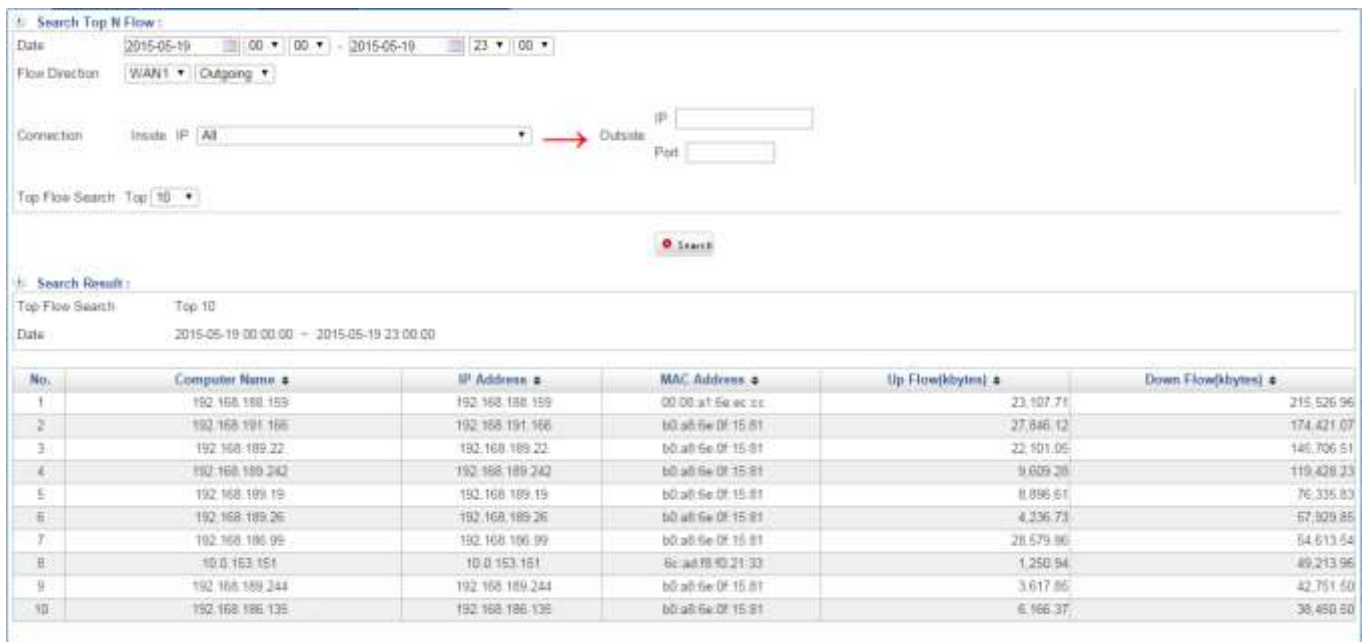 Search Top N Flow :
Date 2015-05-19 00 00 - 2015-05-19 23 00
Flow Direction WAN1 Outgoing
IP
Connection Inside IP All Outside
Port
Top Flow Search Top 10
Search
Search Result :
Top Flow Search Top 10
Date 2015-05-19 00:00:00 ~ 2015-05-19 23:00:00
No. Computer Name IP Address MAC Address Up Flow(kbytes) Down Flow(kbytes)
1 192.168.188.159 192.168.188.159 23,107.71 215,526.96
2 192.168.191.166 192.168.191.166 b0:a8:6e:0f:15:81 27,846.12 174,421.07
3 192.168.189.22 192.168.189.22 b0:a8:6e:0f:15:81 22,101.05
4 192.168.189.242 192.168.189.242 b0:a8:6e:0f:15:81 9,609.28 119,428.23
5 192.168.189.19 192.168.189.19 b0:a8:6e:0f:15:81 8,896.61 76,335.83
6 192.168.189.26 192.168.189.26 b0:a8:6e:0f:15:81 4,236.73
7 192.168.186.99 192.168.186.99 b0:a8:6e:0f:15:81 28,579.86 54,613.54
8 10.0.153.151 10.0.153.151 1,250.94 49,213.96
9 192.168.189.244 192.168.189.244 b0:a8:6e:0f:15:81 3,617.85 42,751.50
10 192.168.186.135 192.168.186.135 b0:a8:6e:0f:15:81 6,166.37